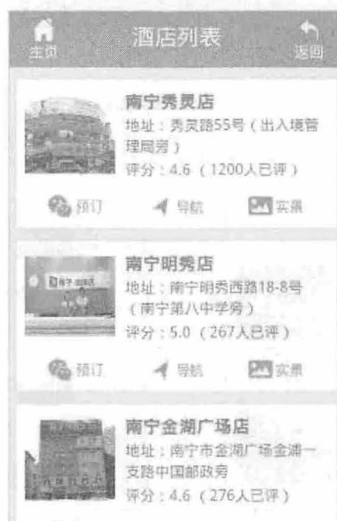 主页
酒店列表
返回
南宁秀灵店
地址：秀灵路55号（出入境管
理局旁）
评分：4.6（1200人已评）
预订
导航
实景
南宁明秀店
地址：南宁明秀西路18-8号
（南宁第八中学旁）
评分：5.0（267人已评）
预订
导航
实景
南宁金湖广场店
地址：南宁市金湖广场金浦一
支路中国邮政旁
评分：4.6（276人已评）